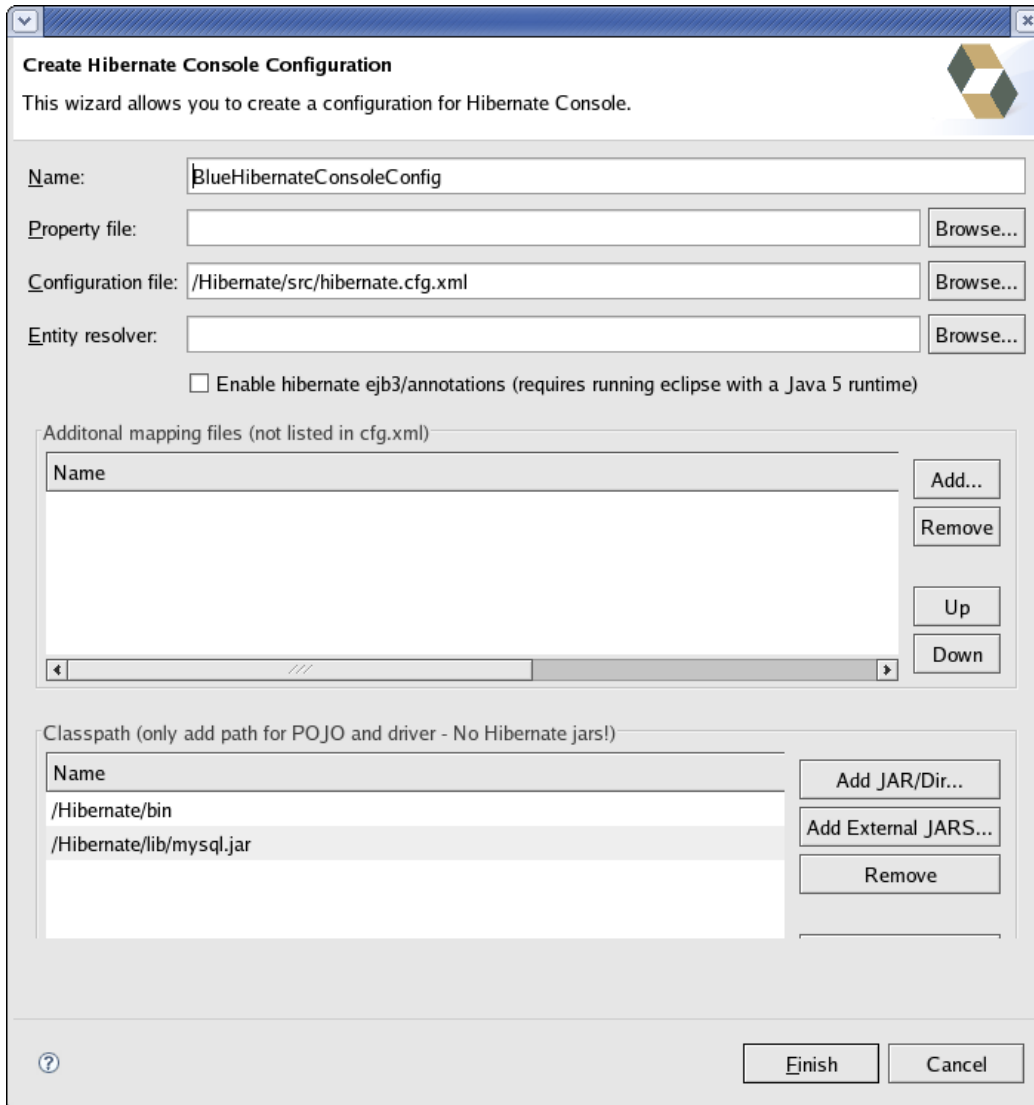 Create Hibernate Console Configuration
This wizard allows you to create a configuration for Hibernate Console.
Name: BlueHibernateConsoleConfig
Property file: Browse...
Configuration file: /Hibernate/src/hibernate.cfg.xml Browse...
Entity resolver: Browse...
Enable hibernate ejb3/annotations (requires running eclipse with a Java 5 runtime)
Additonal mapping files (not listed in cfg.xml)
Name
Add...
Remove
Up
Down
Classpath (only add path for POJO and driver - No Hibernate jars!)
Name
/Hibernate/bin
/Hibernate/lib/mysql.jar
Add JAR/Dir...
Add External JARS...
Remove
?
Finish Cancel